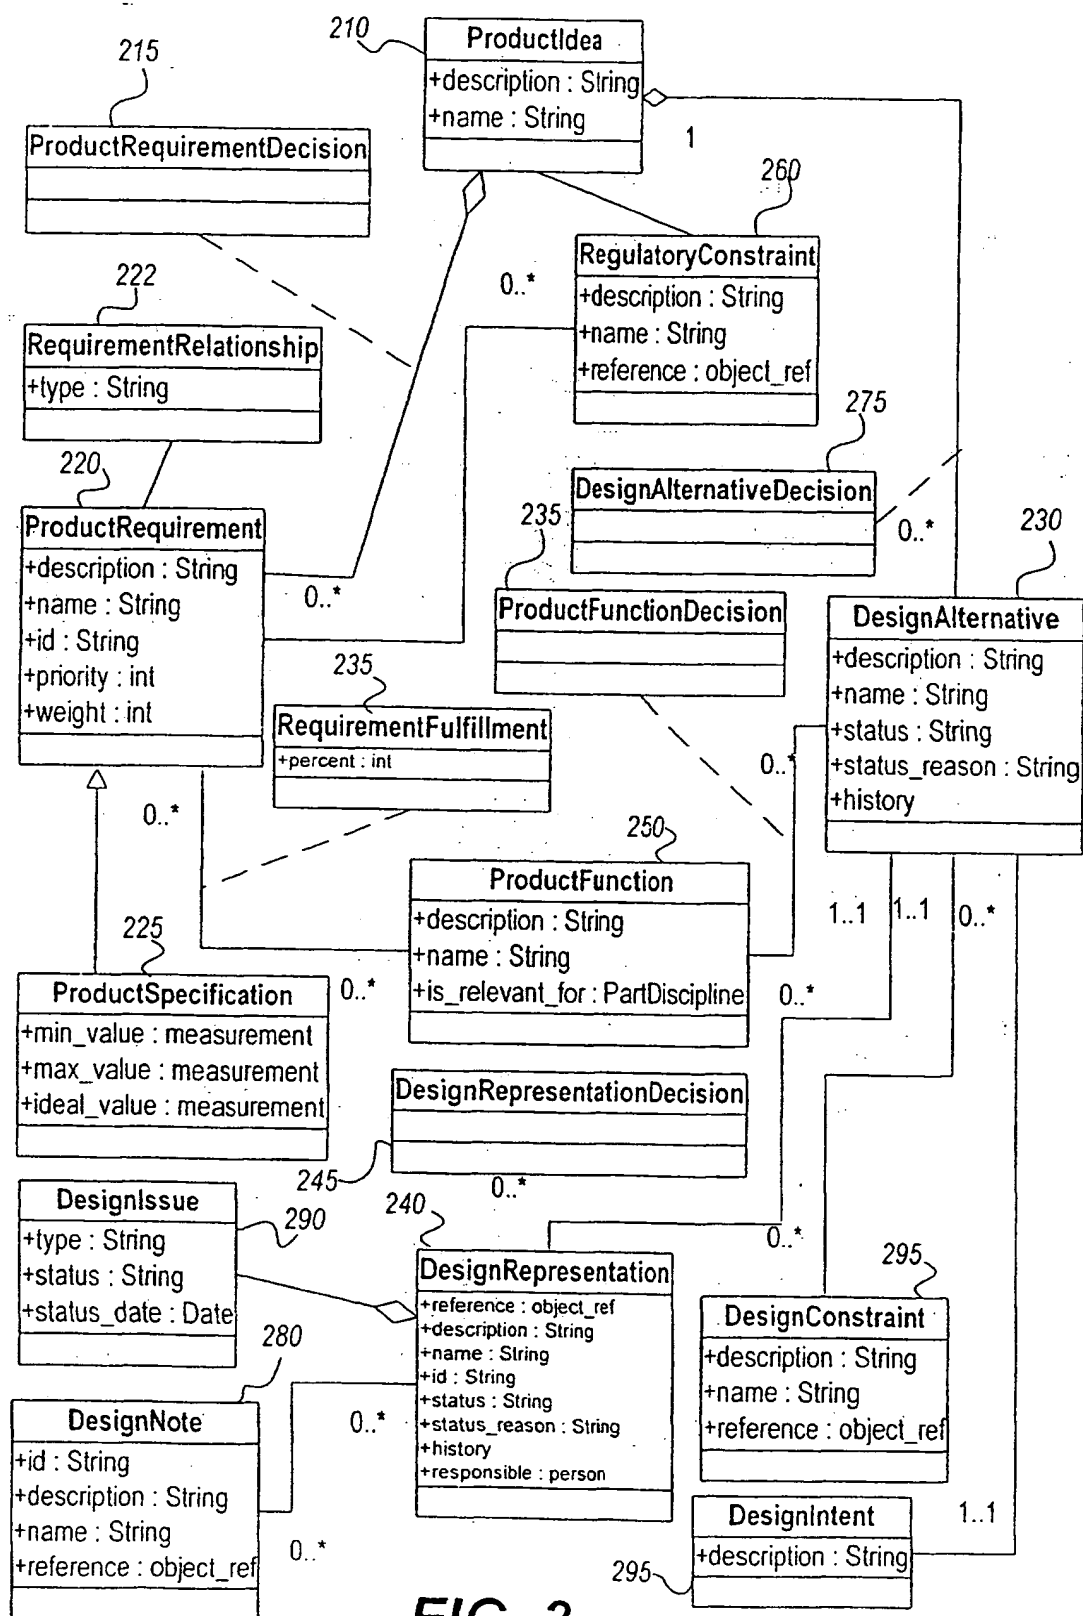 210
ProductIdea
+description : String
+name : String
1
215
ProductRequirementDecision
260
RegulatoryConstraint
+description : String
+name : String
+reference : object_ref
0..*
222
RequirementRelationship
+type : String
275
DesignAlternativeDecision
0..*
220
ProductRequirement
+description : String
+name : String
+id : String
+priority : int
+weight : int
0..*
235
ProductFunctionDecision
230
DesignAlternative
+description : String
+name : String
+status : String
+status_reason : String
+history
235
RequirementFulfillment
+percent : int
0..*
0..*
250
ProductFunction
+description : String
+name : String
+is_relevant_for : PartDiscipline
1..1
1..1
0..*
225
ProductSpecification
+min_value : measurement
+max_value : measurement
+ideal_value : measurement
0..*
0..*
DesignRepresentationDecision
245
0..*
DesignIssue
+type : String
+status : String
+status_date : Date
290
240
0..*
DesignRepresentation
+reference : object_ref
+description : String
+name : String
+id : String
+status : String
+status_reason : String
+history
+responsible : person
295
DesignConstraint
+description : String
+name : String
+reference : object_ref
280
DesignNote
+id : String
+description : String
+name : String
+reference : object_ref
0..*
0..*
DesignIntent
+description : String
1..1
295